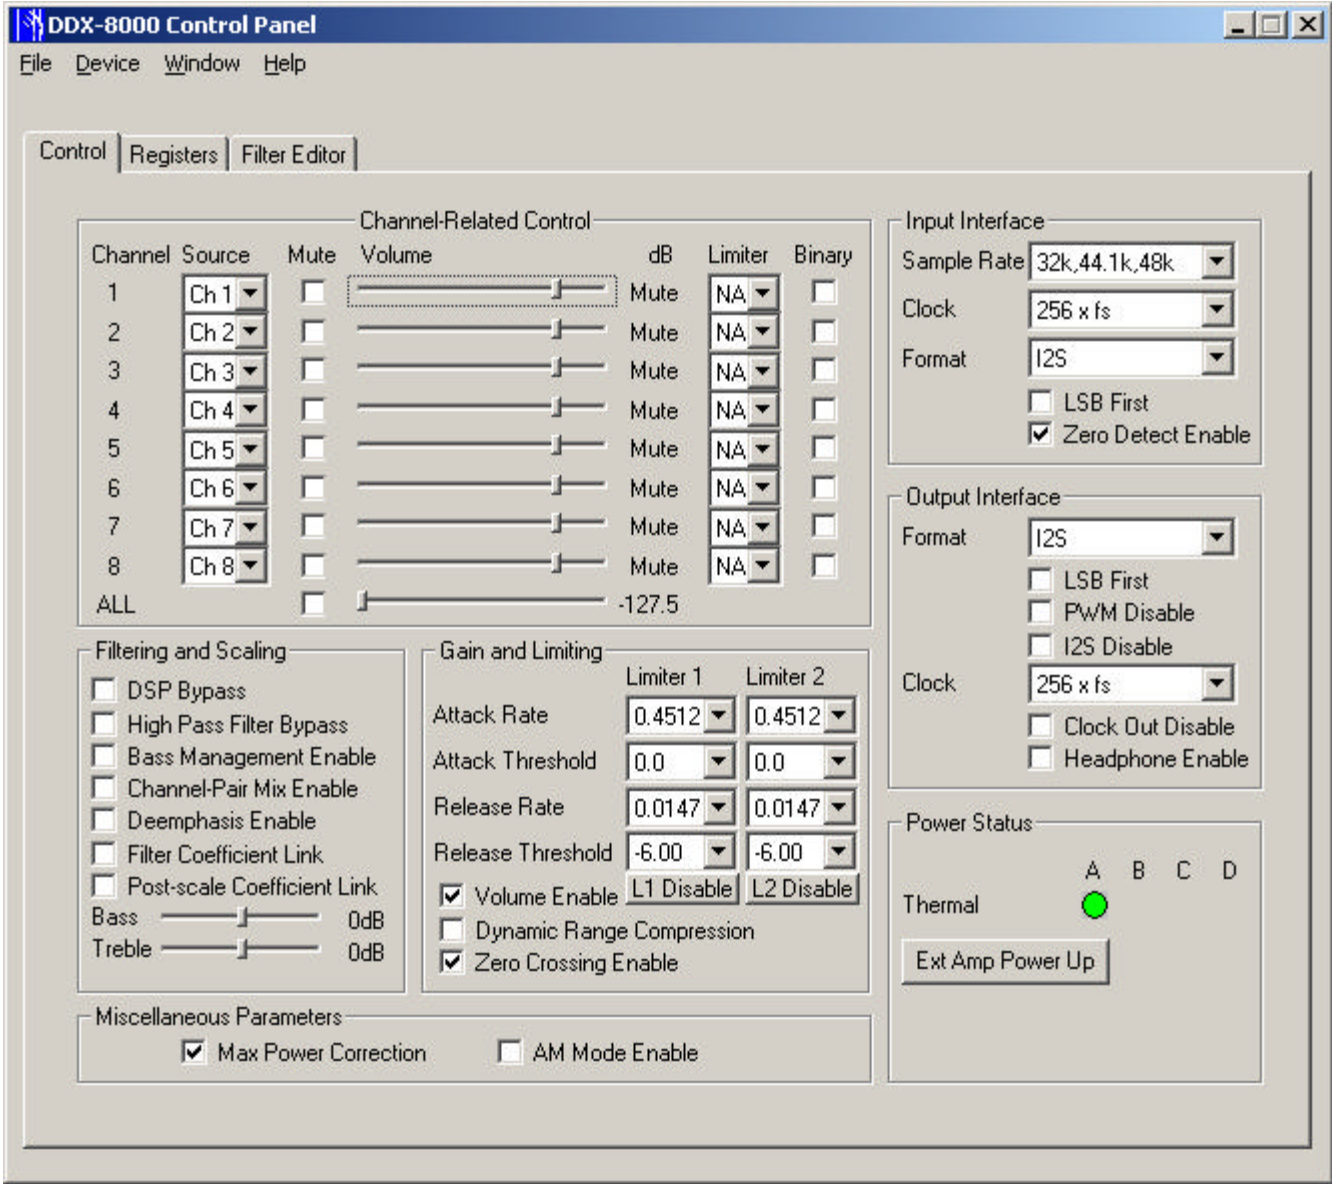 DDX-8000 Control Panel
File Device Window Help
Control Registers Filter Editor
Channel-Related Control
Channel Source Mute Volume dB Limiter Binary
1 Ch 1 Mute NA
2 Ch 2 Mute NA
3 Ch 3 Mute NA
4 Ch 4 Mute NA
5 Ch 5 Mute NA
6 Ch 6 Mute NA
7 Ch 7 Mute NA
8 Ch 8 Mute NA
ALL -127.5
Filtering and Scaling
DSP Bypass
High Pass Filter Bypass
Bass Management Enable
Channel-Pair Mix Enable
Deemphasis Enable
Filter Coefficient Link
Post-scale Coefficient Link
Bass 0dB
Treble 0dB
Gain and Limiting
Limiter 1 Limiter 2
Attack Rate 0.4512 0.4512
Attack Threshold 0.0 0.0
Release Rate 0.0147 0.0147
Release Threshold -6.00 -6.00
Volume Enable L1 Disable L2 Disable
Dynamic Range Compression
Zero Crossing Enable
Miscellaneous Parameters
Max Power Correction AM Mode Enable
Input Interface
Sample Rate 32k,44.1k,48k
Clock 256 x fs
Format I2S
LSB First
Zero Detect Enable
Output Interface
Format I2S
LSB First
PWM Disable
I2S Disable
Clock 256 x fs
Clock Out Disable
Headphone Enable
Power Status
A B C D
Thermal
Ext Amp Power Up